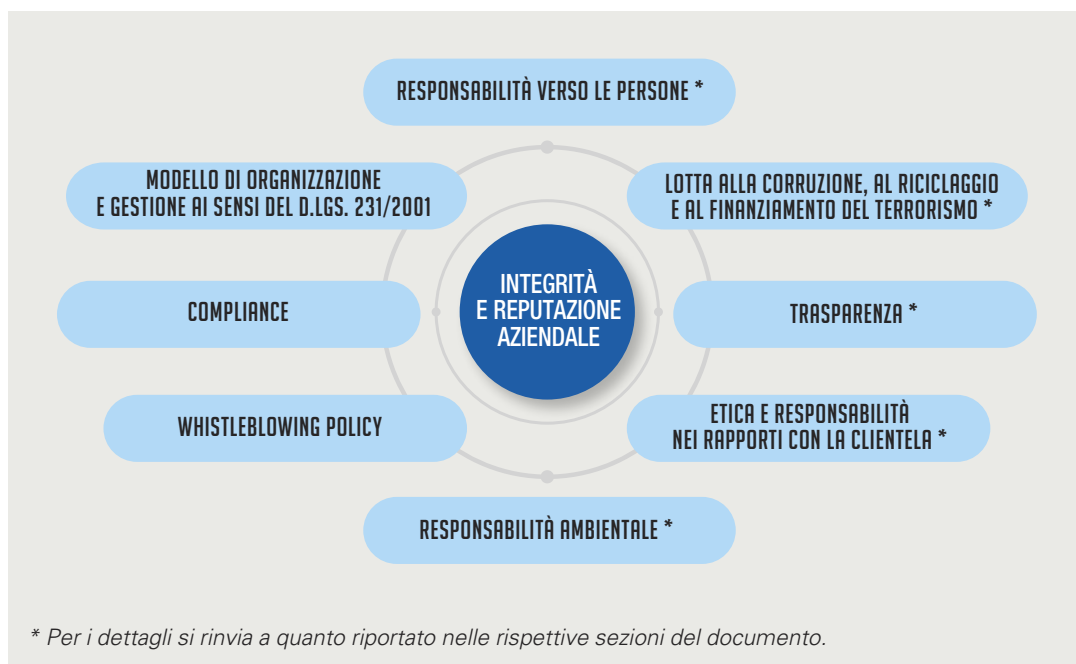 RESPONSABILITÀ VERSO LE PERSONE *
MODELLO DI ORGANIZZAZIONE
E GESTIONE AI SENSI DEL D.LGS. 231/2001
LOTTA ALLA CORRUZIONE, AL RICICLAGGIO
E AL FINANZIAMENTO DEL TERRORISMO *
INTEGRITÀ
E REPUTAZIONE
AZIENDALE
COMPLIANCE
TRASPARENZA *
WHISTLEBLOWING POLICY
ETICA E RESPONSABILITÀ
NEI RAPPORTI CON LA CLIENTELA *
RESPONSABILITÀ AMBIENTALE *
* Per i dettagli si rinvia a quanto riportato nelle rispettive sezioni del documento.